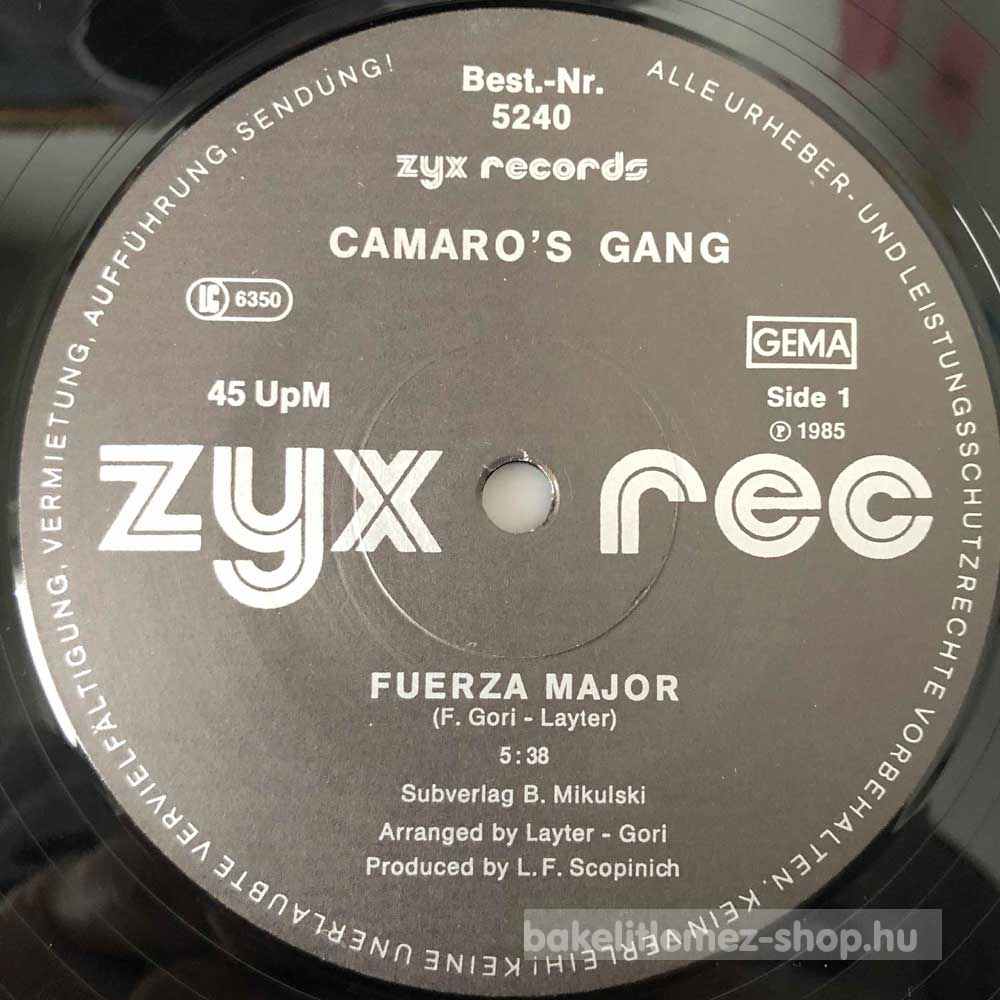 Best.-Nr.
5240
zyx records
CAMARO'S GANG
LC 6350
GEMA
45 UpM
Side 1
Ⓟ 1985
zyx rec
FUERZA MAJOR
(F. Gori - Layter)
5:38
Subverlag B. Mikulski
Arranged by Layter - Gori
Produced by L. F. Scopinich
ALLE URHEBER- UND LEISTUNGSSCHUTZRECHTE VORBEHALTEN. KEIN VERLEIH! KEINE UNERLAUBTE VERVIELFÄLTIGUNG, VERMIETUNG, AUFFÜHRUNG, SENDUNG!
bakelitlemez-shop.hu